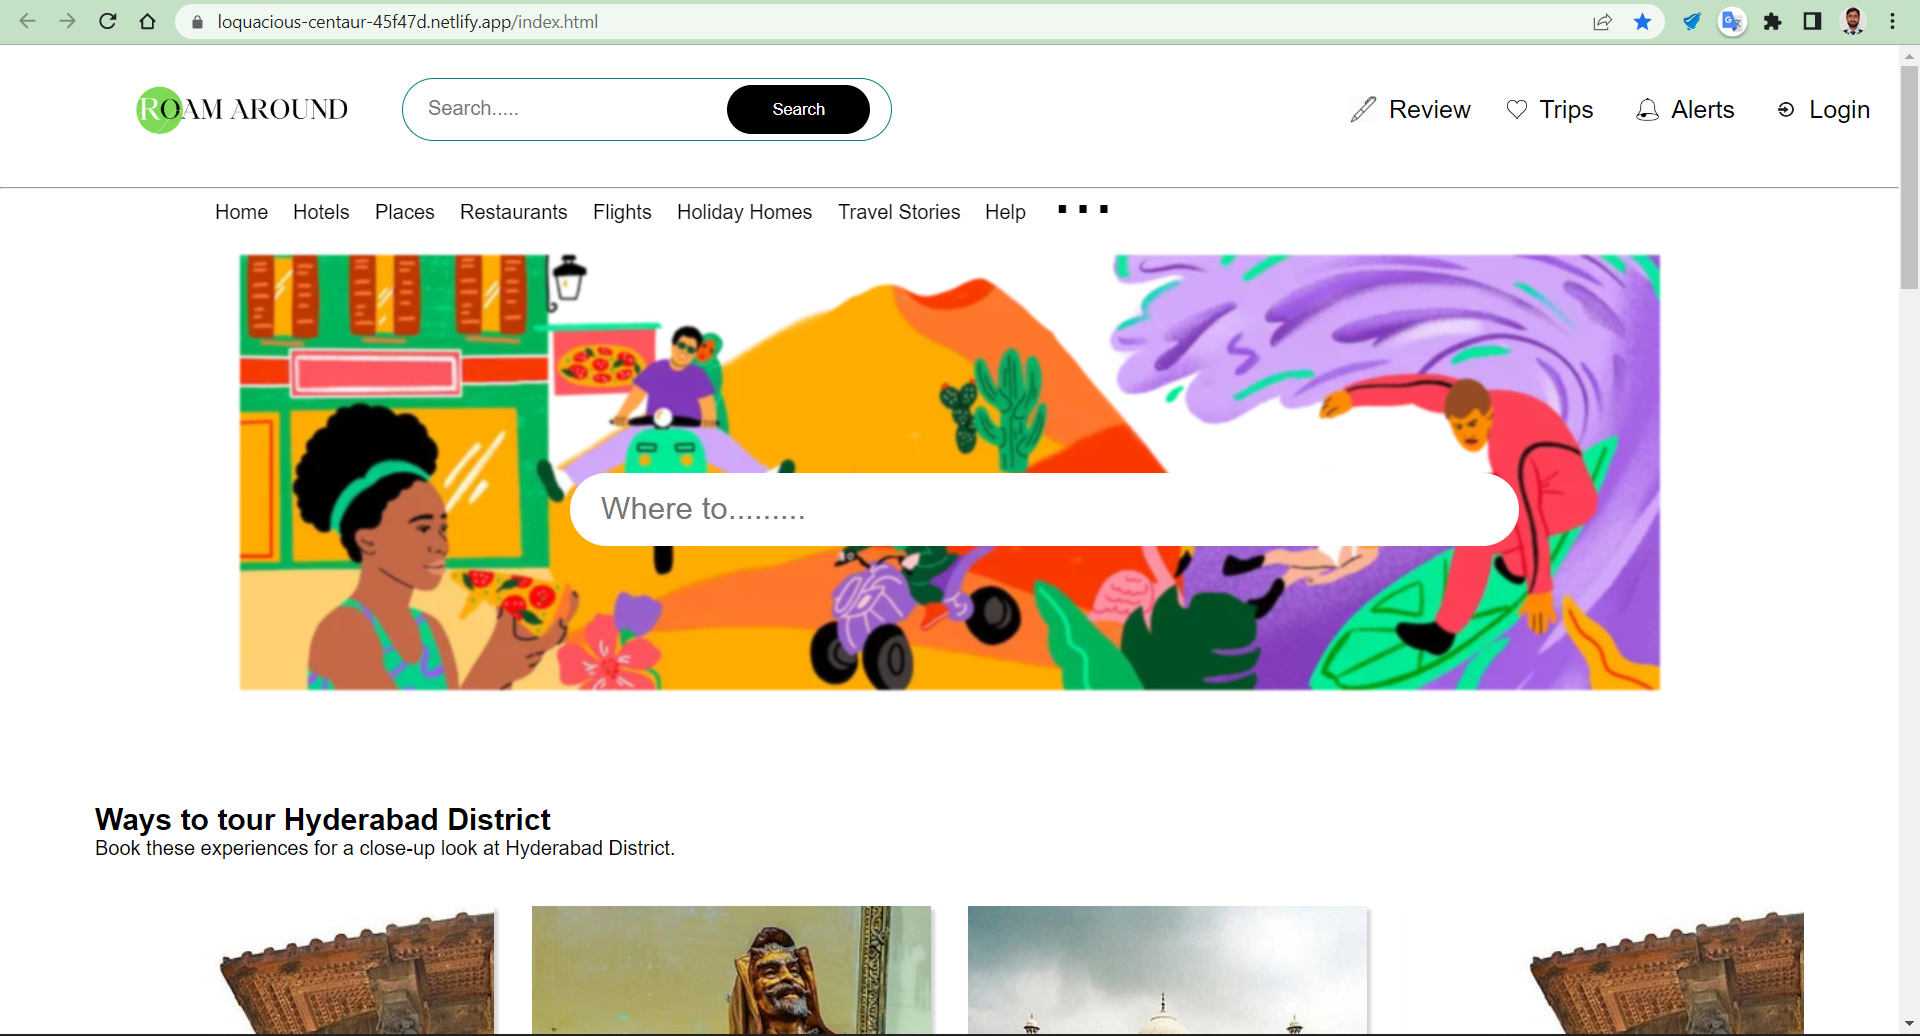 loquacious-centaur-45f47d.netlify.app/index.html
ROAM AROUND
Search.....
Search
Review
Trips
Alerts
Login
Home Hotels Places Restaurants Flights Holiday Homes Travel Stories Help
Where to.........
Ways to tour Hyderabad District
Book these experiences for a close-up look at Hyderabad District.